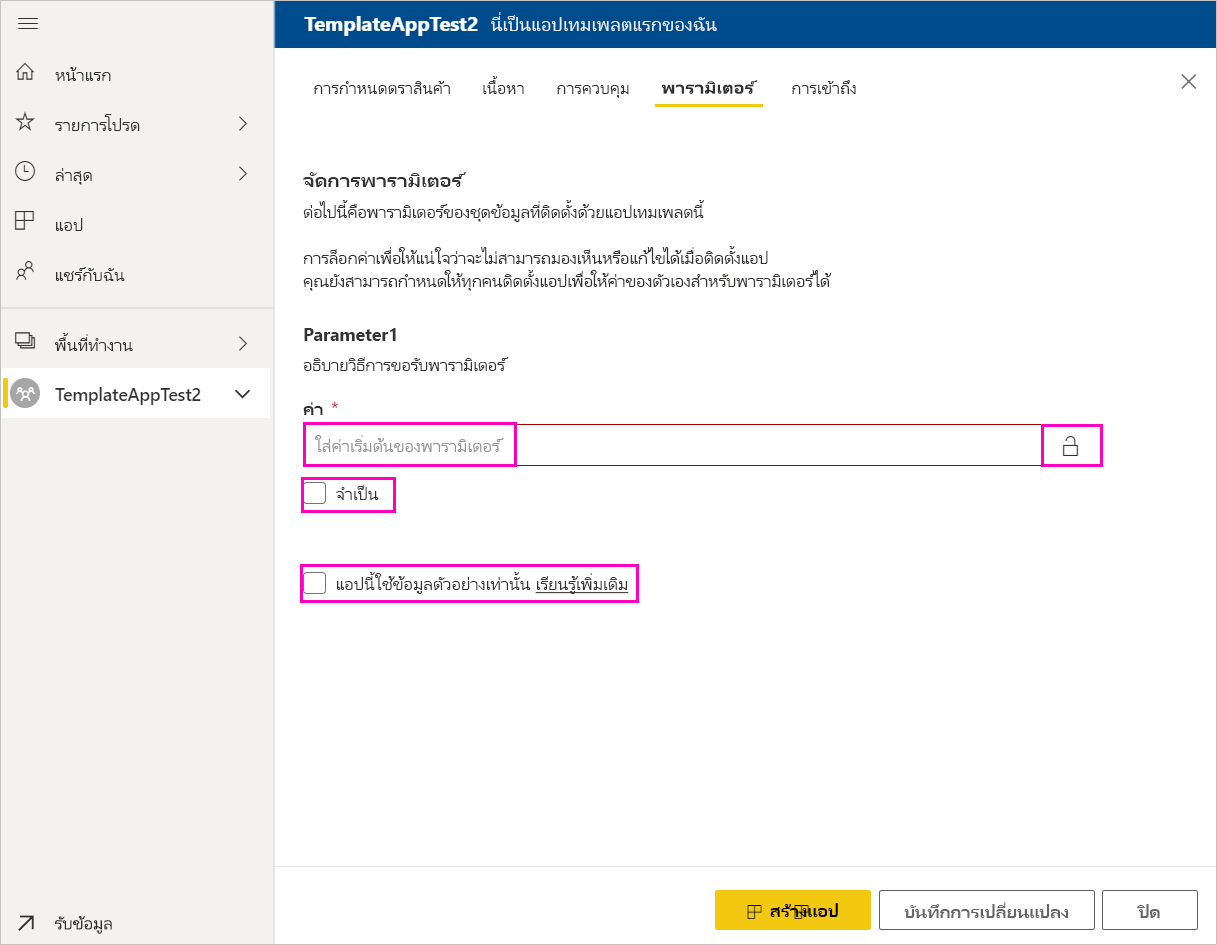 TemplateAppTest2 นี่เป็นแอปเทมเพลตแรกของฉัน
หน้าแรก
รายการโปรด
ล่าสุด
แอป
แชร์กับฉัน
พื้นที่ทำงาน
TemplateAppTest2
รับข้อมูล
การกำหนดตราสินค้า เนื้อหา การควบคุม พารามิเตอร์ การเข้าถึง
จัดการพารามิเตอร์
ต่อไปนี้คือพารามิเตอร์ของชุดข้อมูลที่ติดตั้งด้วยแอปเทมเพลตนี้
การล็อกค่าเพื่อให้แน่ใจว่าจะไม่สามารถมองเห็นหรือแก้ไขได้เมื่อติดตั้งแอป
คุณยังสามารถกำหนดให้ทุกคนติดตั้งแอปเพื่อให้ค่าของตัวเองสำหรับพารามิเตอร์ได้
Parameter1
อธิบายวิธีการขอรับพารามิเตอร์
ค่า *
ใส่ค่าเริ่มต้นของพารามิเตอร์
จำเป็น
แอปนี้ใช้ข้อมูลตัวอย่างเท่านั้น เรียนรู้เพิ่มเติม
สร้างแอป บันทึกการเปลี่ยนแปลง ปิด